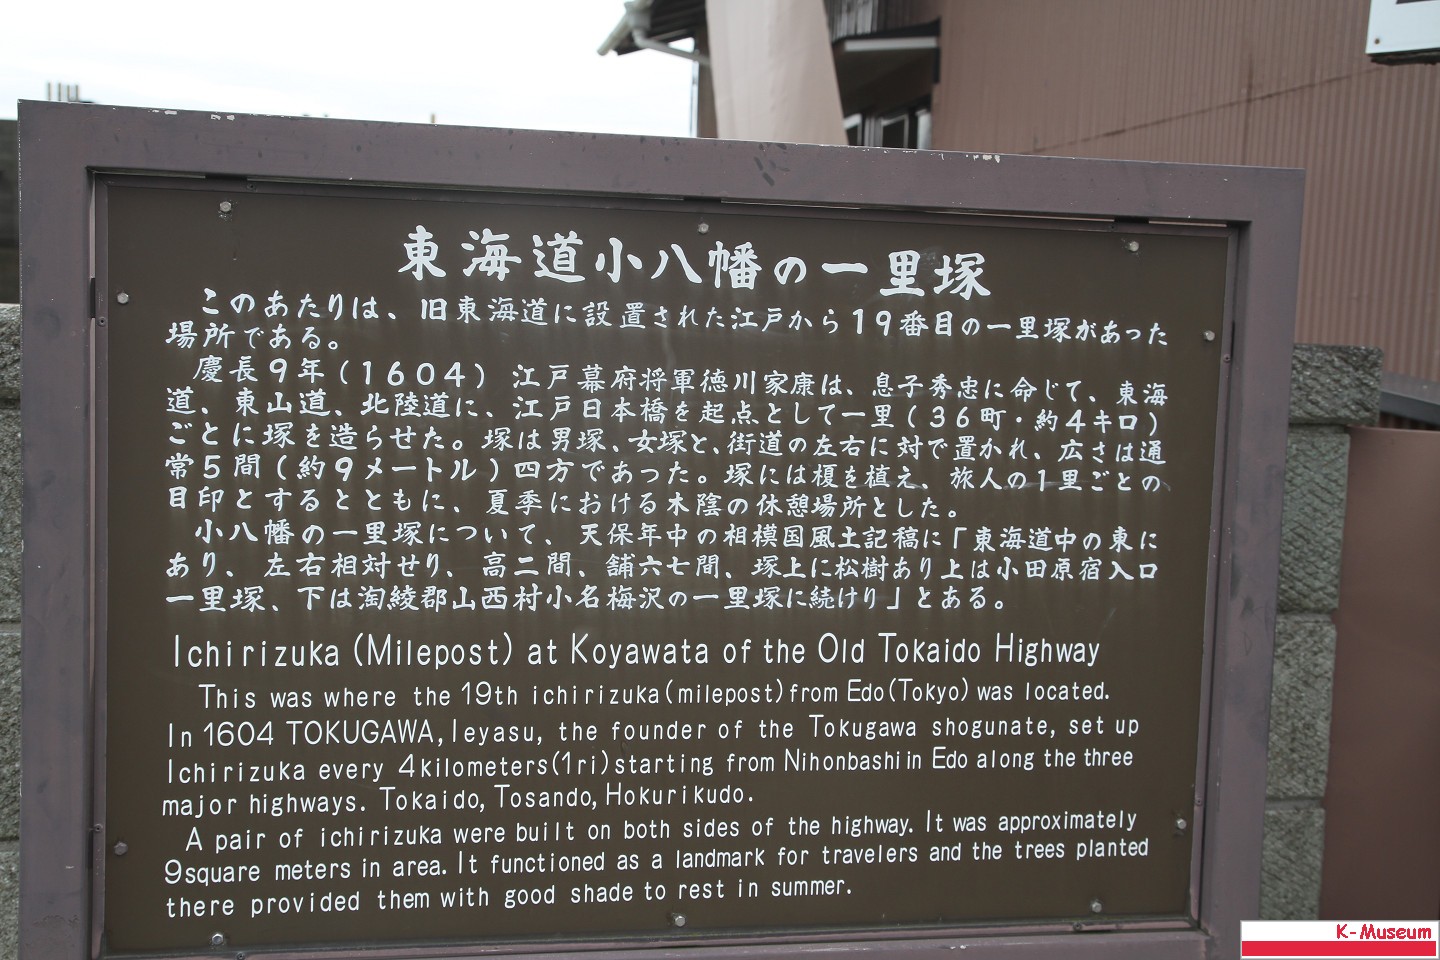 東海道小八幡の一里塚
このあたりは、旧東海道に設置された江戸から19番目の一里塚があった
場所である。
慶長9年(1604) 江戸幕府将軍徳川家康は、息子秀忠に命じて、東海
道、東山道、北陸道に、江戸日本橋を起点として一里(36町・約4キロ)
ごとに塚を造らせた。塚は男塚、女塚と、街道の左右に対で置かれ、広さは通
常5間(約9メートル)四方であった。塚には榎を植え、旅人の1里ごとの
目印とするとともに、夏季における木陰の休憩場所とした。
小八幡の一里塚について、天保年中の相模国風土記稿に「東海道中の東に
あり、左右相対せり、高二間、舗六七間、塚上に松樹あり上は小田原宿入口
一里塚、下は淘綾郡山西村小名梅沢の一里塚に続けり」とある。
Ichirizuka (Milepost) at Koyawata of the Old Tokaido Highway
This was where the 19th ichirizuka(milepost)from Edo(Tokyo)was located.
In 1604 TOKUGAWA,Ieyasu, the founder of the Tokugawa shogunate, set up
Ichirizuka every 4kilometers(1ri)starting from Nihonbashi in Edo along the three
major highways. Tokaido, Tosando, Hokurikudo.
A pair of ichirizuka were built on both sides of the highway. It was approximately
9square meters in area. It functioned as a landmark for travelers and the trees planted
there provided them with good shade to rest in summer.
K-Museum